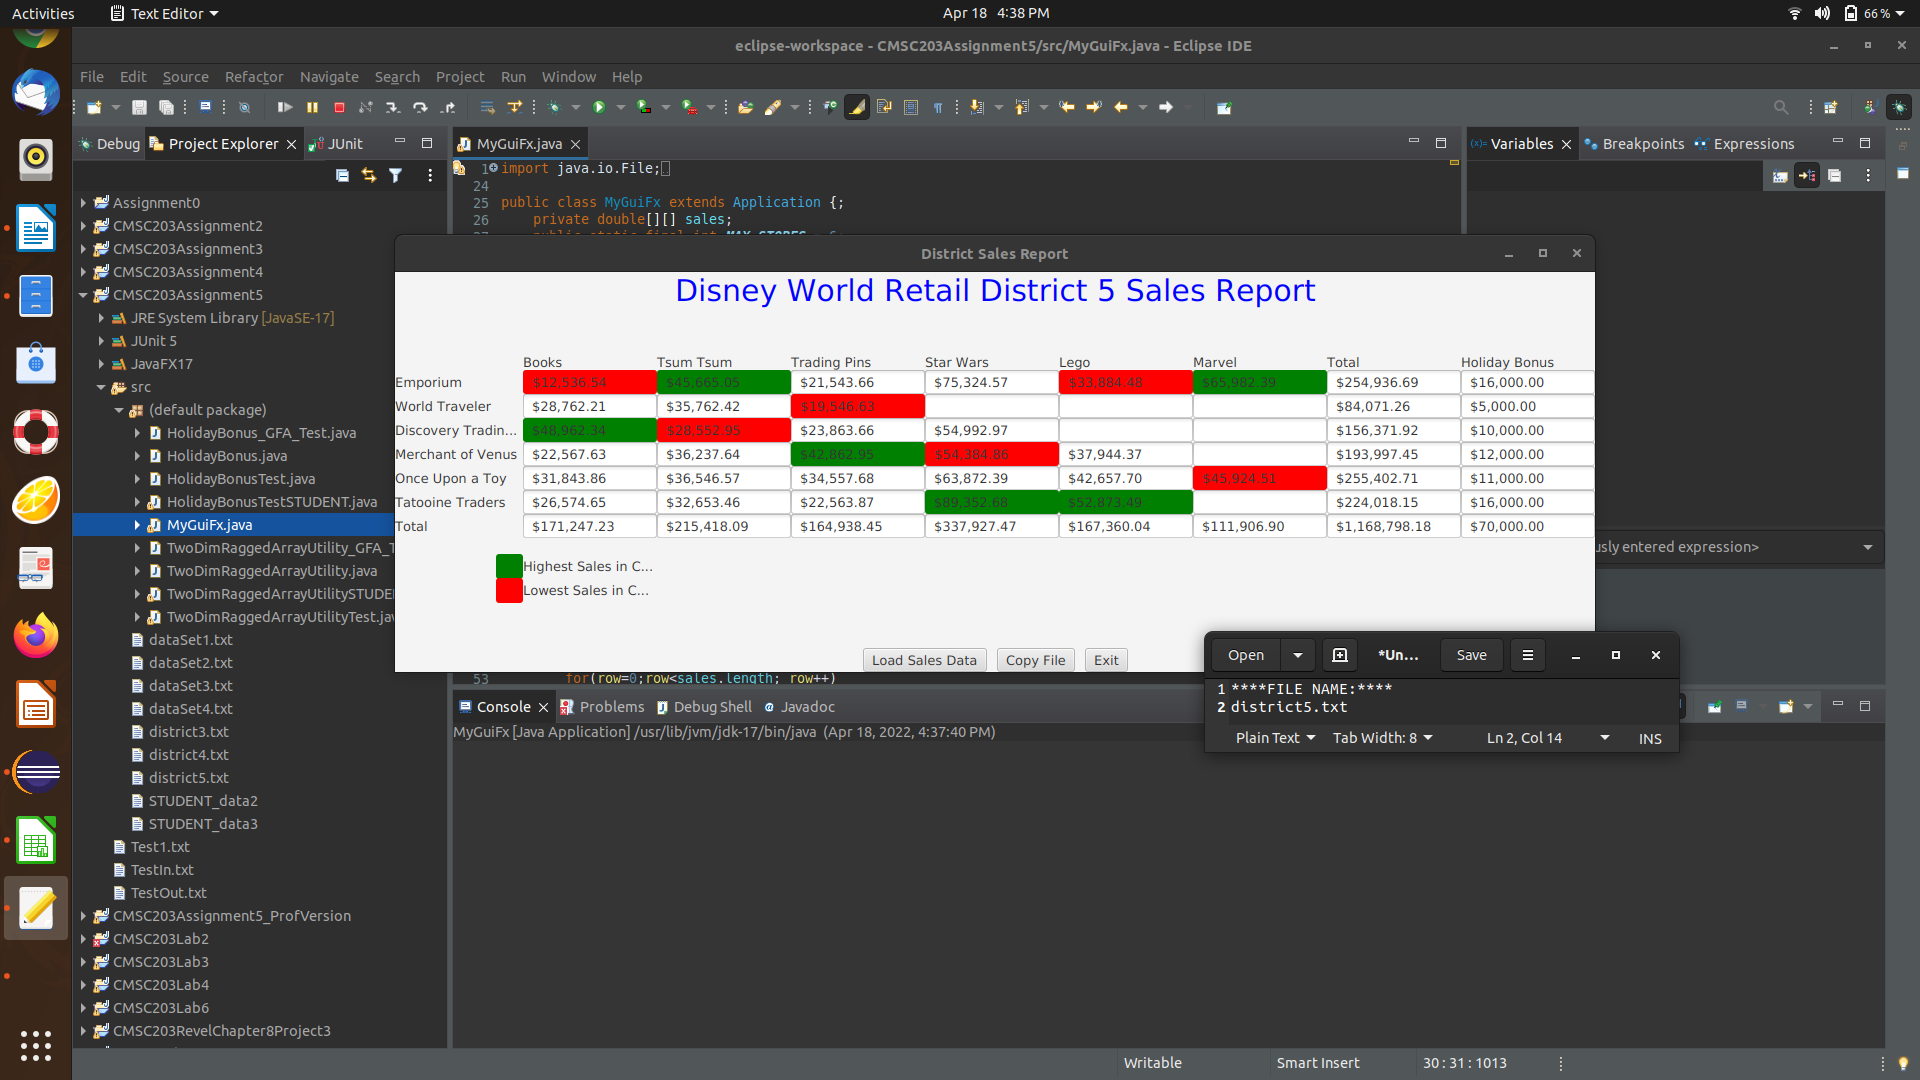 Activities Text Editor Apr 18 4:38 PM 66 %
eclipse-workspace - CMSC203Assignment5/src/MyGuiFx.java - Eclipse IDE
File Edit Source Refactor Navigate Search Project Run Window Help
Debug Project Explorer JUnit
Assignment0
CMSC203Assignment2
CMSC203Assignment3
CMSC203Assignment4
CMSC203Assignment5
JRE System Library [JavaSE-17]
JUnit 5
JavaFX17
src
(default package)
HolidayBonus_GFA_Test.java
HolidayBonus.java
HolidayBonusTest.java
HolidayBonusTestSTUDENT.java
MyGuiFx.java
TwoDimRaggedArrayUtility_GFA_T
TwoDimRaggedArrayUtility.java
TwoDimRaggedArrayUtilitySTUDE
TwoDimRaggedArrayUtilityTest.jav
dataSet1.txt
dataSet2.txt
dataSet3.txt
dataSet4.txt
district3.txt
district4.txt
district5.txt
STUDENT_data2
STUDENT_data3
Test1.txt
TestIn.txt
TestOut.txt
CMSC203Assignment5_ProfVersion
CMSC203Lab2
CMSC203Lab3
CMSC203Lab4
CMSC203Lab6
CMSC203RevelChapter8Project3
MyGuiFx.java
1 import java.io.File;
24
25 public class MyGuiFx extends Application {;
26 private double[][] sales;
Variables Breakpoints Expressions
District Sales Report
Disney World Retail District 5 Sales Report
Books Tsum Tsum Trading Pins Star Wars Lego Marvel Total Holiday Bonus
Emporium $12,536.54 $45,665.05 $21,543.66 $75,324.57 $33,884.48 $65,982.39 $254,936.69 $16,000.00
World Traveler $28,762.21 $35,762.42 $19,546.63 $84,071.26 $5,000.00
Discovery Tradin... $48,962.34 $28,552.95 $23,863.66 $54,992.97 $156,371.92 $10,000.00
Merchant of Venus $22,567.63 $36,237.64 $42,862.95 $54,384.86 $37,944.37 $193,997.45 $12,000.00
Once Upon a Toy $31,843.86 $36,546.57 $34,557.68 $63,872.39 $42,657.70 $45,924.51 $255,402.71 $11,000.00
Tatooine Traders $26,574.65 $32,653.46 $22,563.87 $89,352.68 $52,873.49 $224,018.15 $16,000.00
Total $171,247.23 $215,418.09 $164,938.45 $337,927.47 $167,360.04 $111,906.90 $1,168,798.18 $70,000.00
Highest Sales in C...
Lowest Sales in C...
Load Sales Data Copy File Exit
usly entered expression>
53 for(row=0;row<sales.length; row++)
Open *Un... Save
1 ****FILE NAME:****
2 district5.txt
Plain Text Tab Width: 8 Ln 2, Col 14 INS
Console Problems Debug Shell Javadoc
MyGuiFx [Java Application] /usr/lib/jvm/jdk-17/bin/java (Apr 18, 2022, 4:37:40 PM)
Writable Smart Insert 30 : 31 : 1013